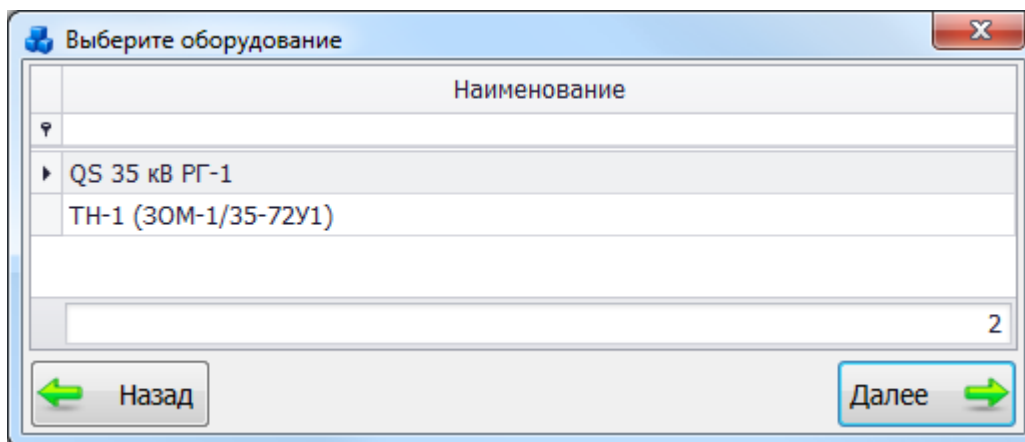 Выберите оборудование
Наименование
QS 35 кВ РГ-1
ТН-1 (ЗОМ-1/35-72У1)
2
Назад
Далее